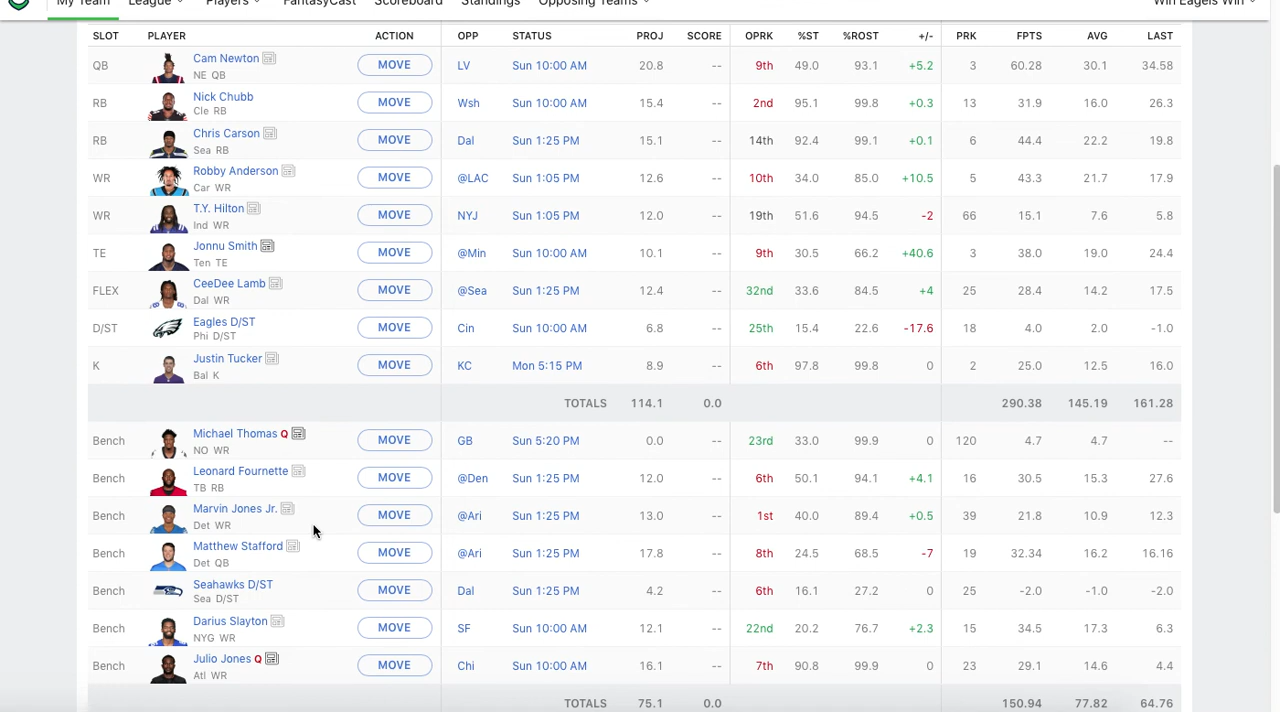 My Team League Players FantasyCast Scoreboard Standings Opposing Teams Win Eagels Win
SLOT PLAYER ACTION OPP STATUS PROJ SCORE OPRK %ST %ROST +/- PRK FPTS AVG LAST
QB Cam Newton MOVE LV Sun 10:00 AM 20.8 -- 9th 49.0 93.1 +5.2 3 60.28 30.1 34.58
NE QB
RB Nick Chubb MOVE Wsh Sun 10:00 AM 15.4 -- 2nd 95.1 99.8 +0.3 13 31.9 16.0 26.3
Cle RB
RB Chris Carson MOVE Dal Sun 1:25 PM 15.1 -- 14th 92.4 99.1 +0.1 6 44.4 22.2 19.8
Sea RB
WR Robby Anderson MOVE @LAC Sun 1:05 PM 12.6 -- 10th 34.0 85.0 +10.5 5 43.3 21.7 17.9
Car WR
WR T.Y. Hilton MOVE NYJ Sun 1:05 PM 12.0 -- 19th 51.6 94.5 -2 66 15.1 7.6 5.8
Ind WR
TE Jonnu Smith MOVE @Min Sun 10:00 AM 10.1 -- 9th 30.5 66.2 +40.6 3 38.0 19.0 24.4
Ten TE
FLEX CeeDee Lamb MOVE @Sea Sun 1:25 PM 12.4 -- 32nd 33.6 84.5 +4 25 28.4 14.2 17.5
Dal WR
D/ST Eagles D/ST MOVE Cin Sun 10:00 AM 6.8 -- 25th 15.4 22.6 -17.6 18 4.0 2.0 -1.0
Phi D/ST
K Justin Tucker MOVE KC Mon 5:15 PM 8.9 -- 6th 97.8 99.8 0 2 25.0 12.5 16.0
Bal K
TOTALS 114.1 0.0 290.38 145.19 161.28
Bench Michael Thomas Q MOVE GB Sun 5:20 PM 0.0 -- 23rd 33.0 99.9 0 120 4.7 4.7 --
NO WR
Bench Leonard Fournette MOVE @Den Sun 1:25 PM 12.0 -- 6th 50.1 94.1 +4.1 16 30.5 15.3 27.6
TB RB
Bench Marvin Jones Jr. MOVE @Ari Sun 1:25 PM 13.0 -- 1st 40.0 89.4 +0.5 39 21.8 10.9 12.3
Det WR
Bench Matthew Stafford MOVE @Ari Sun 1:25 PM 17.8 -- 8th 24.5 68.5 -7 19 32.34 16.2 16.16
Det QB
Bench Seahawks D/ST MOVE Dal Sun 1:25 PM 4.2 -- 6th 16.1 27.2 0 25 -2.0 -1.0 -2.0
Sea D/ST
Bench Darius Slayton MOVE SF Sun 10:00 AM 12.1 -- 22nd 20.2 76.7 +2.3 15 34.5 17.3 6.3
NYG WR
Bench Julio Jones Q MOVE Chi Sun 10:00 AM 16.1 -- 7th 90.8 99.9 0 23 29.1 14.6 4.4
Atl WR
TOTALS 75.1 0.0 150.94 77.82 64.76